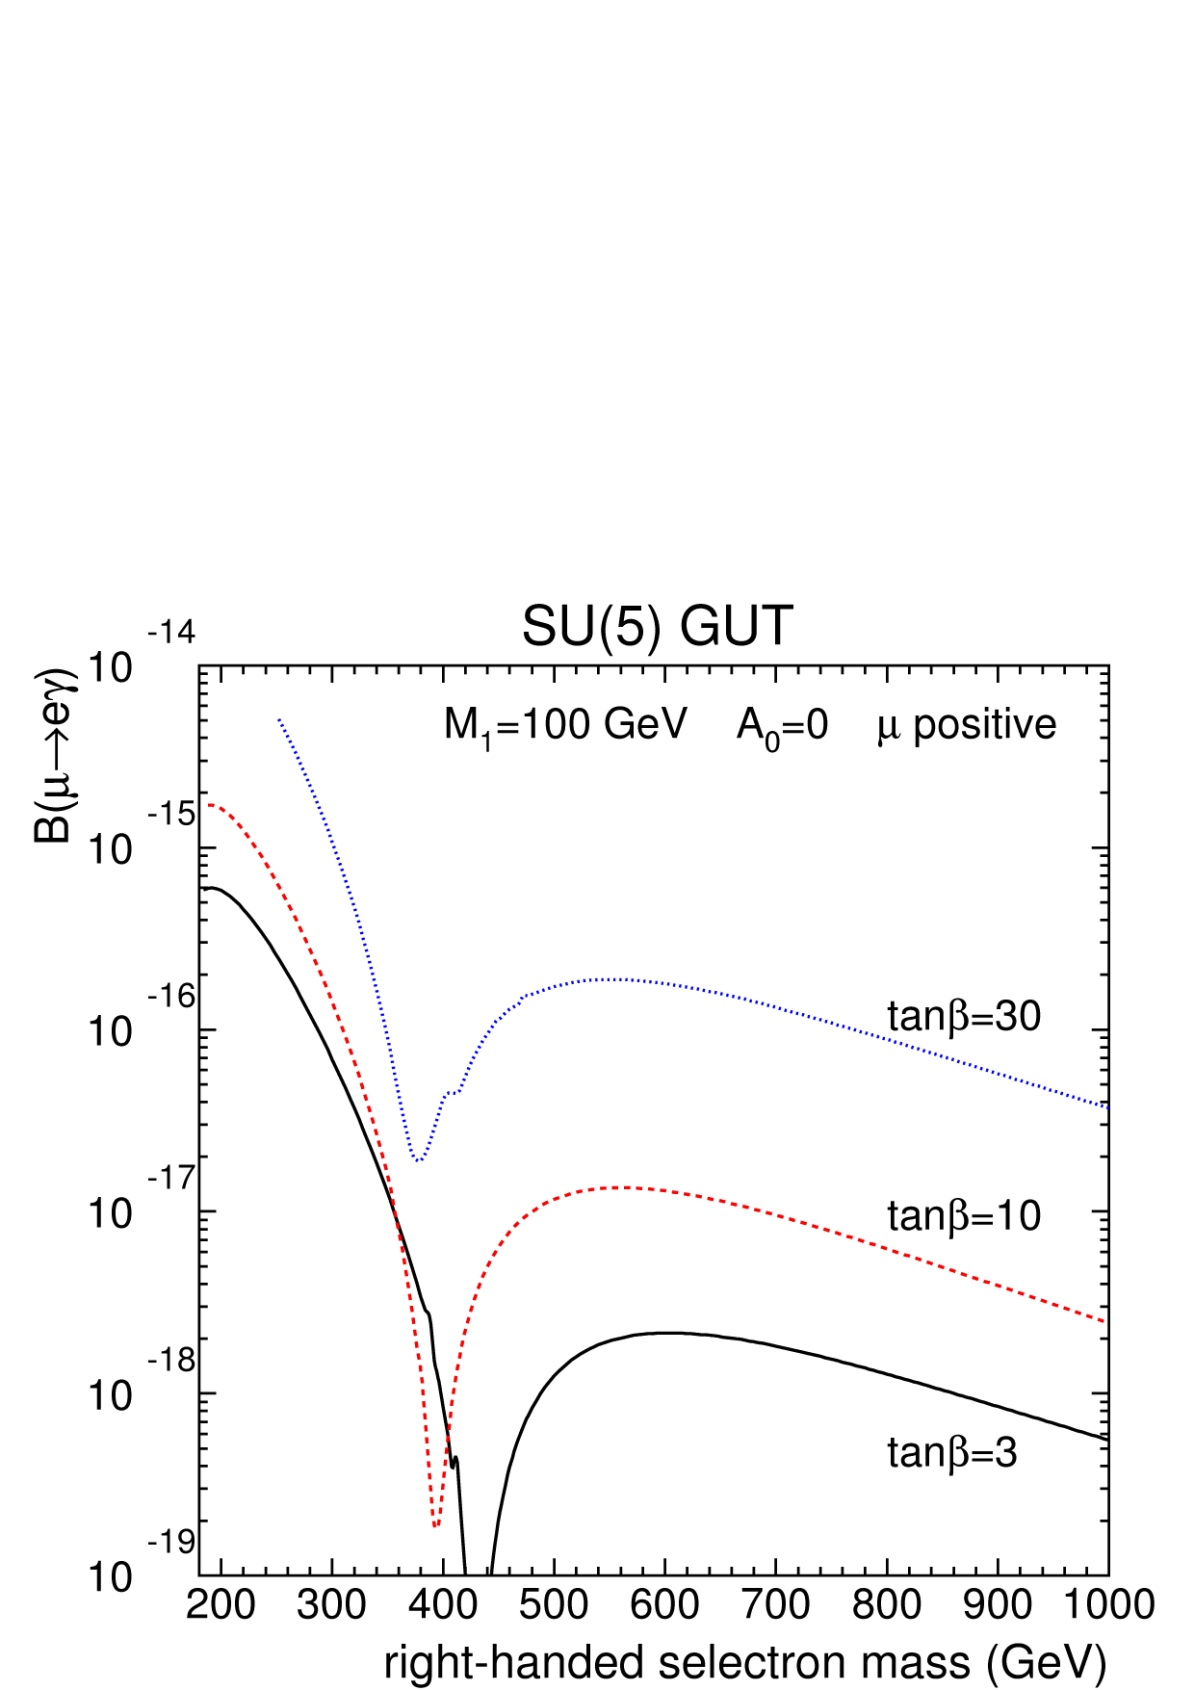 SU(5) GUT
B(μ→eγ)
10-14
10-15
10-16
10-17
10-18
10-19
M1=100 GeV A0=0 μ positive
tanβ=30
tanβ=10
tanβ=3
200 300 400 500 600 700 800 900 1000
right-handed selectron mass (GeV)